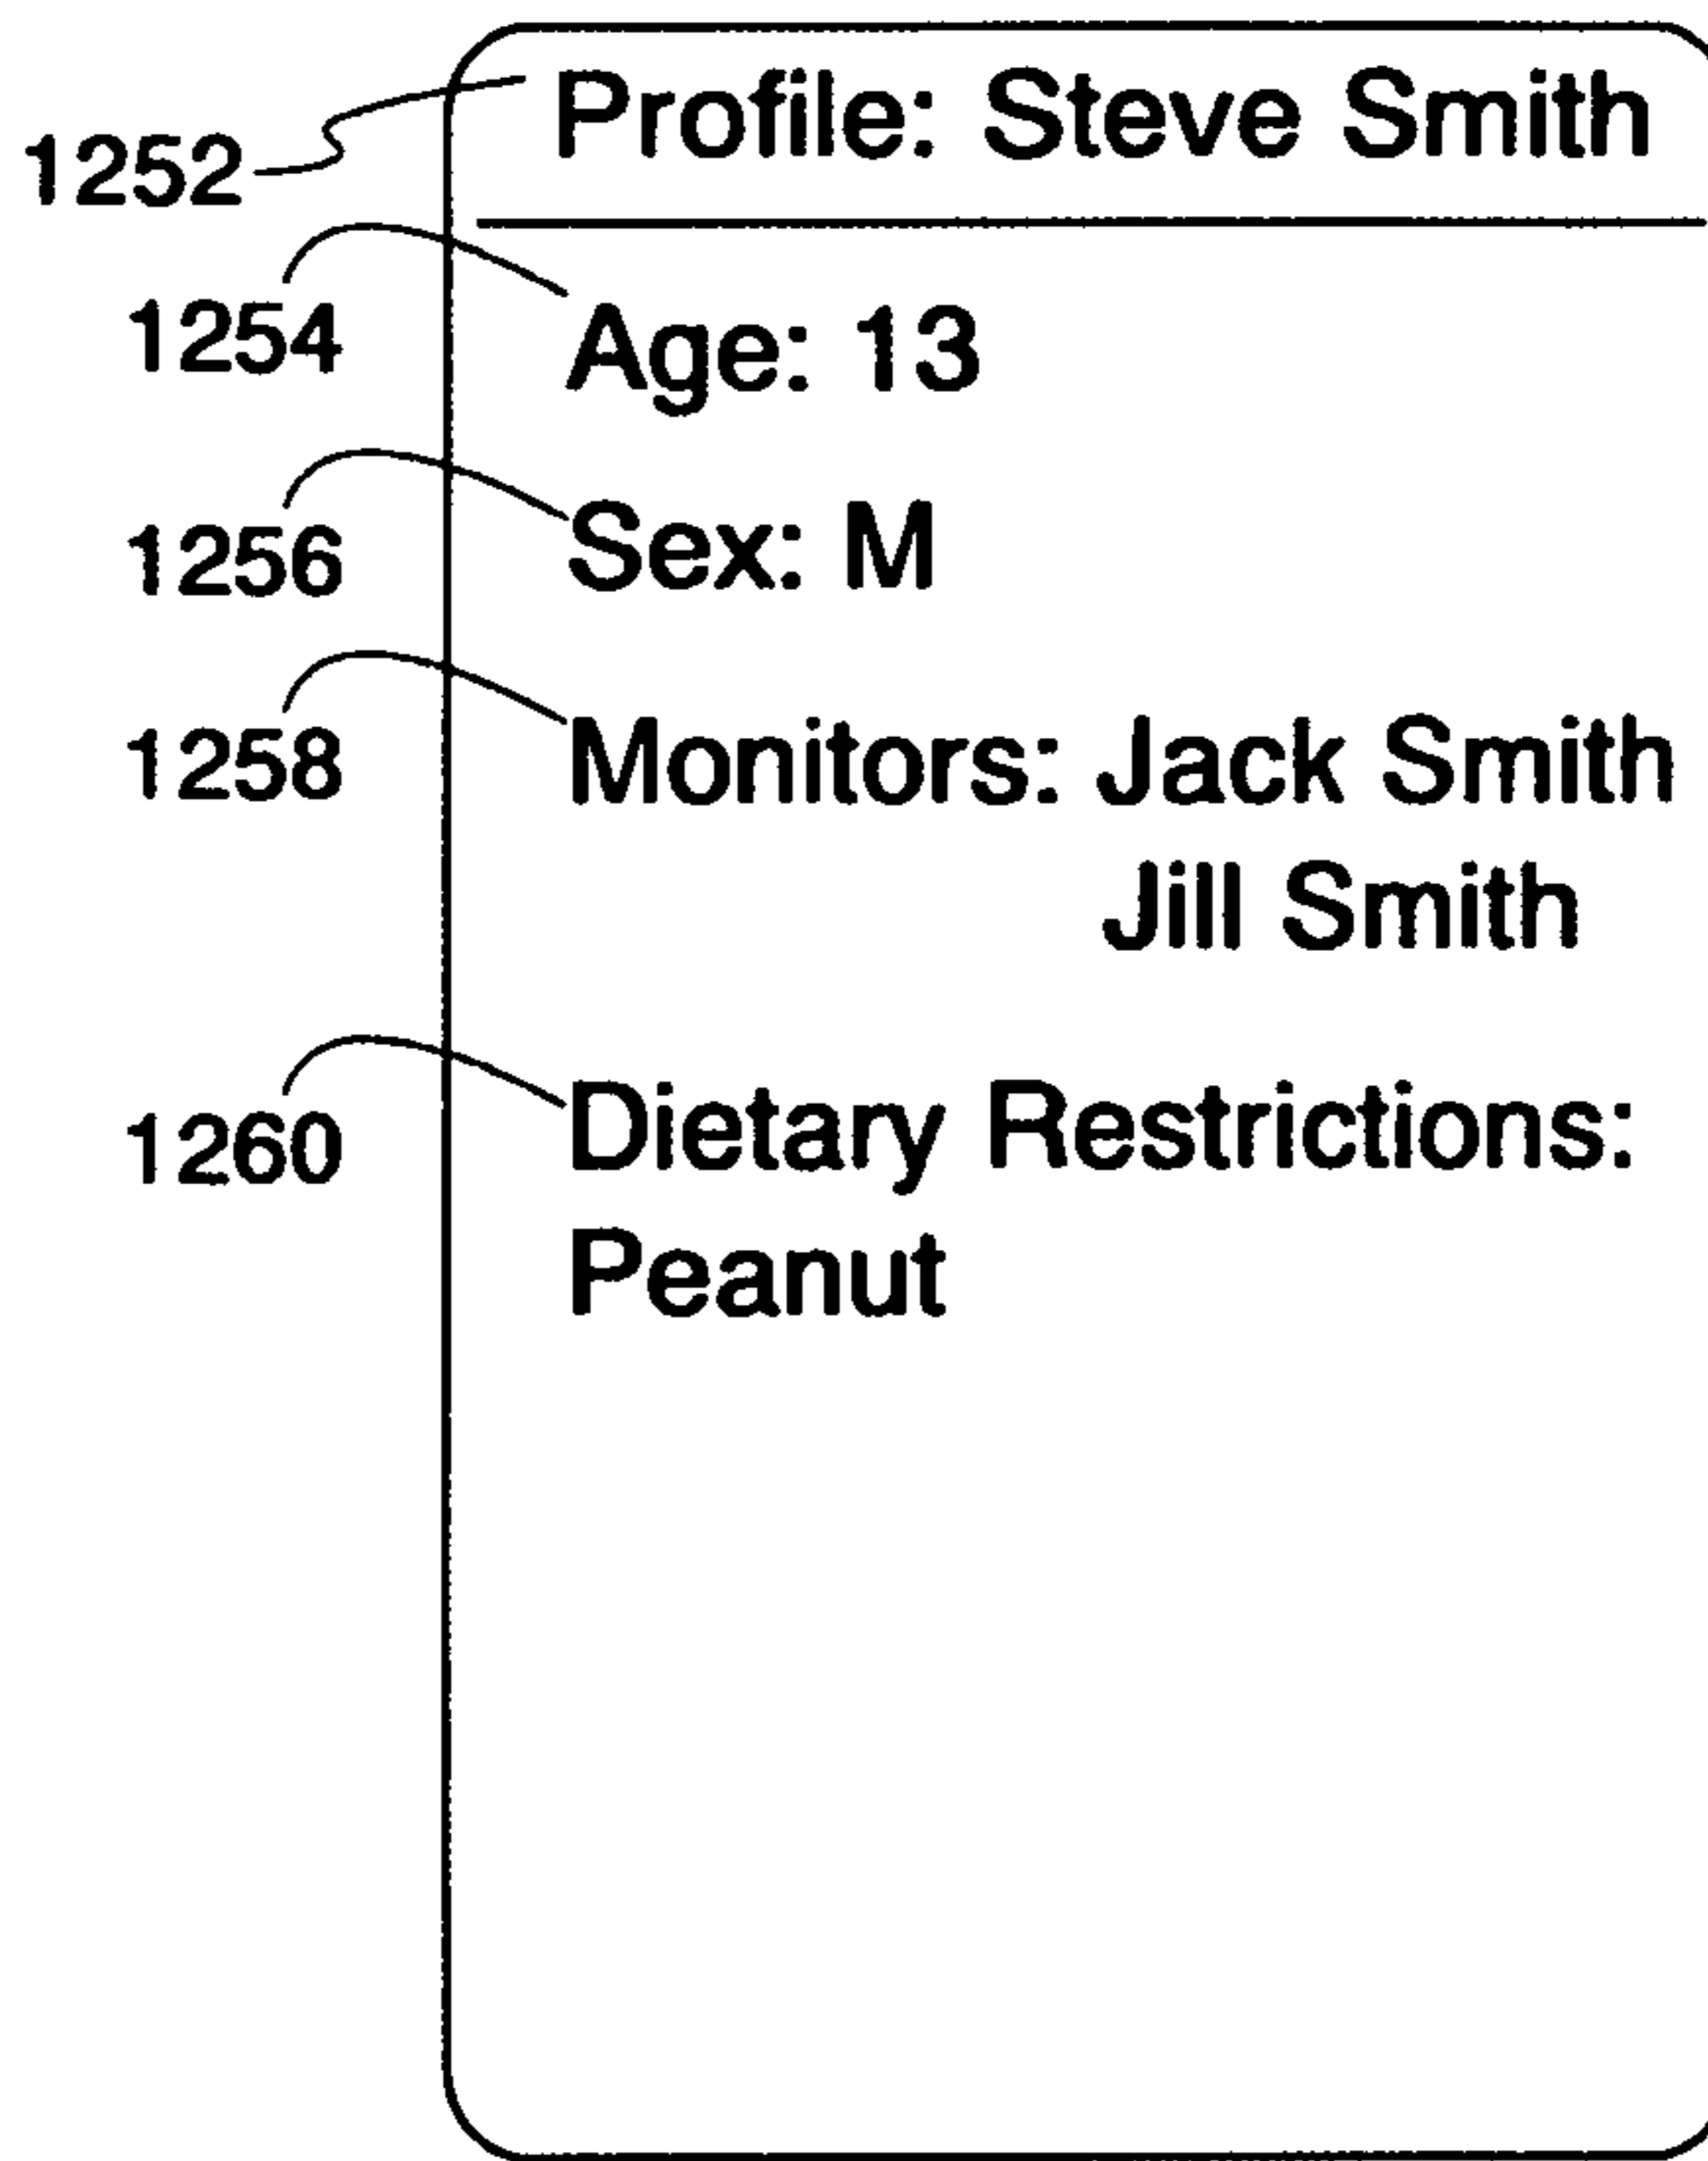 Profile: Steve Smith
1252
1254
Age: 13
1256
Sex: M
1258
Monitors: Jack Smith
Jill Smith
1260
Dietary Restrictions:
Peanut